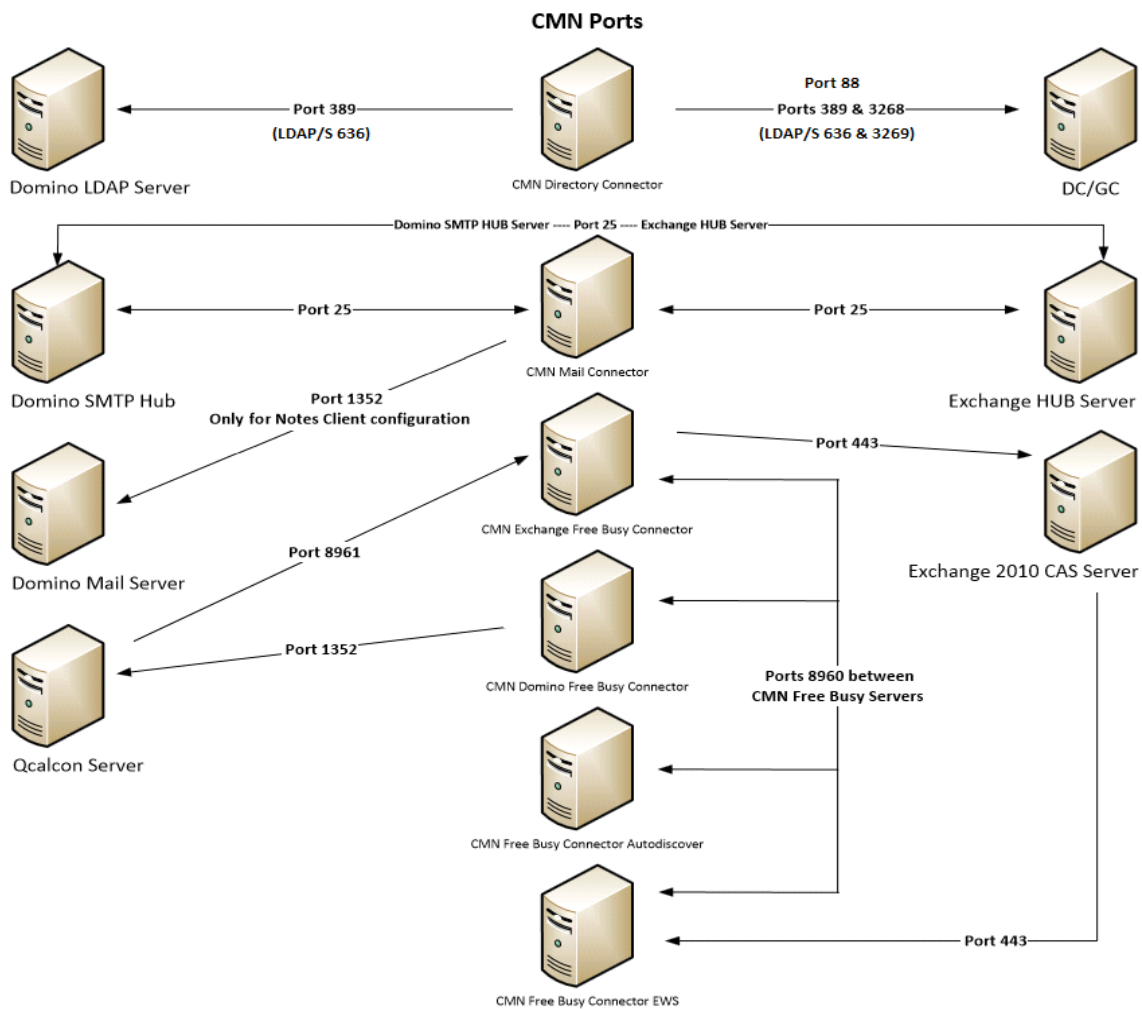 CMN Ports
Port 88
Port 389
Ports 389 & 3268
(LDAP/S 636)
(LDAP/S 636 & 3269)
Domino LDAP Server
CMN Directory Connector
DC/GC
Domino SMTP HUB Server ---- Port 25 ---- Exchange HUB Server
Port 25
Port 25
Domino SMTP Hub
CMN Mail Connector
Exchange HUB Server
Port 1352
Only for Notes Client configuration
Port 443
CMN Exchange Free Busy Connector
Port 8961
Domino Mail Server
Exchange 2010 CAS Server
Port 1352
Ports 8960 between
CMN Free Busy Servers
CMN Domino Free Busy Connector
Qcalcon Server
CMN Free Busy Connector Autodiscover
Port 443
CMN Free Busy Connector EWS